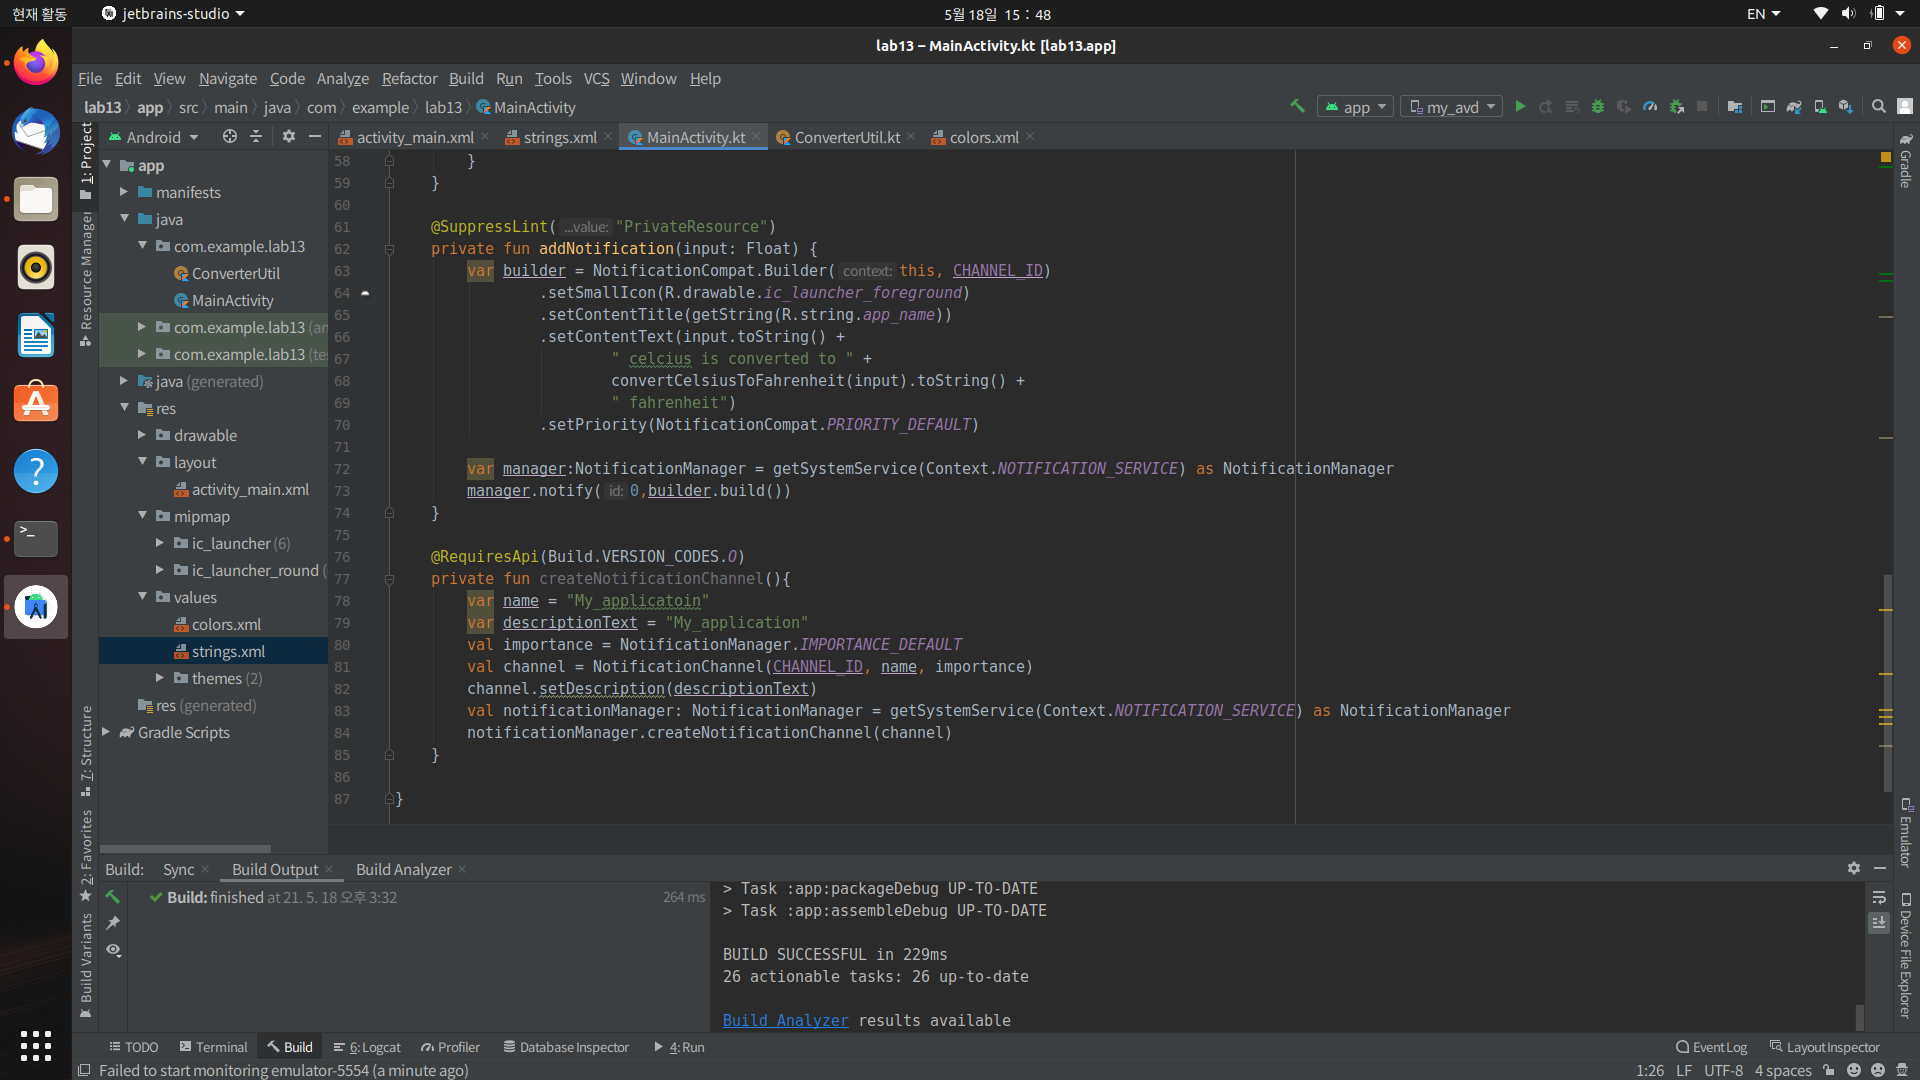 현재 활동
jetbrains-studio
5월 18일 15 : 48
EN
lab13 – MainActivity.kt [lab13.app]
File Edit View Navigate Code Analyze Refactor Build Run Tools VCS Window Help
lab13 app src main java com example lab13 MainActivity
app
my_avd
Android
activity_main.xml
strings.xml
MainActivity.kt
ConverterUtil.kt
colors.xml
1: Project
Resource Manager
7: Structure
2: Favorites
Build Variants
app
manifests
java
com.example.lab13
ConverterUtil
MainActivity
com.example.lab13 (an
com.example.lab13 (te
java (generated)
res
drawable
layout
activity_main.xml
mipmap
ic_launcher (6)
ic_launcher_round (
values
colors.xml
strings.xml
themes (2)
res (generated)
Gradle Scripts
58 }
59 }
60
61 @SuppressLint( ...value: "PrivateResource")
62 private fun addNotification(input: Float) {
63 var builder = NotificationCompat.Builder( context: this, CHANNEL_ID)
64 .setSmallIcon(R.drawable.ic_launcher_foreground)
65 .setContentTitle(getString(R.string.app_name))
66 .setContentText(input.toString() +
67 " celcius is converted to " +
68 convertCelsiusToFahrenheit(input).toString() +
69 " fahrenheit")
70 .setPriority(NotificationCompat.PRIORITY_DEFAULT)
71
72 var manager:NotificationManager = getSystemService(Context.NOTIFICATION_SERVICE) as NotificationManager
73 manager.notify( id: 0,builder.build())
74 }
75
76 @RequiresApi(Build.VERSION_CODES.O)
77 private fun createNotificationChannel(){
78 var name = "My_applicatoin"
79 var descriptionText = "My_application"
80 val importance = NotificationManager.IMPORTANCE_DEFAULT
81 val channel = NotificationChannel(CHANNEL_ID, name, importance)
82 channel.setDescription(descriptionText)
83 val notificationManager: NotificationManager = getSystemService(Context.NOTIFICATION_SERVICE) as NotificationManager
84 notificationManager.createNotificationChannel(channel)
85 }
86
87 }
Gradle
Emulator
Device File Explorer
Build: Sync Build Output Build Analyzer
Build: finished at 21. 5. 18 오후 3:32 264 ms
> Task :app:packageDebug UP-TO-DATE
> Task :app:assembleDebug UP-TO-DATE
BUILD SUCCESSFUL in 229ms
26 actionable tasks: 26 up-to-date
Build Analyzer results available
TODO Terminal Build 6: Logcat Profiler Database Inspector 4: Run Event Log Layout Inspector
Failed to start monitoring emulator-5554 (a minute ago) 1:26 LF UTF-8 4 spaces